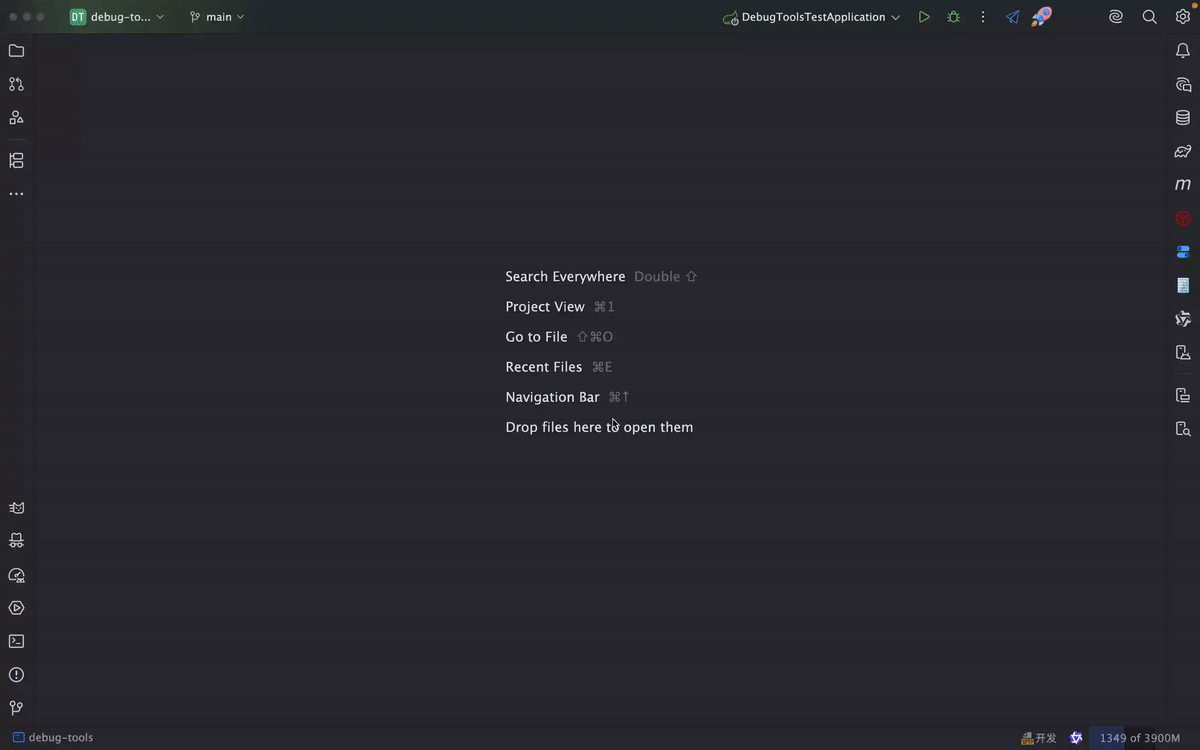 DT debug-to... main DebugToolsTestApplication
m
Search Everywhere Double ⇧
Project View ⌘1
Go to File ⇧⌘O
Recent Files ⌘E
Navigation Bar ⌘↑
Drop files here to open them
debug-tools 开发 1349 of 3900M